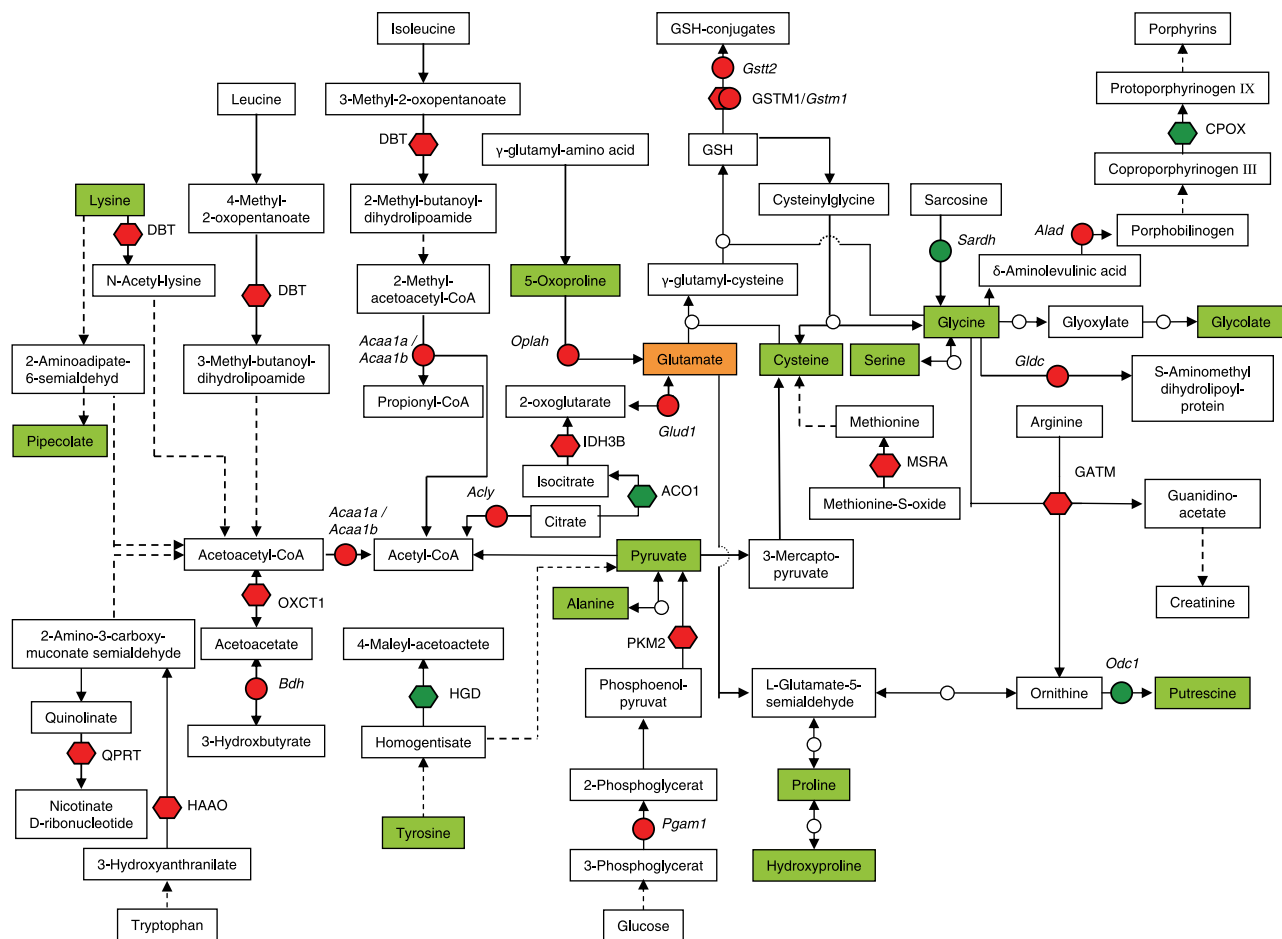 Isoleucine
GSH-conjugates
Porphyrins
Gstt2
Leucine
3-Methyl-2-oxopentanoate
GSTM1/Gstm1
Protoporphyrinogen IX
CPOX
DBT
γ-glutamyl-amino acid
GSH
Coproporphyrinogen III
Lysine
4-Methyl-
2-oxopentanoate
2-Methyl-butanoyl-
dihydrolipoamide
Cysteinylglycine
Sarcosine
Alad
Porphobilinogen
DBT
Sardh
N-Acetyl-lysine
DBT
2-Methyl-
acetoacetyl-CoA
5-Oxoproline
γ-glutamyl-cysteine
δ-Aminolevulinic acid
Glycine
Glyoxylate
Glycolate
2-Aminoadipate-
6-semialdehyd
3-Methyl-butanoyl-
dihydrolipoamide
Acaa1a /
Acaa1b
Oplah
Glutamate
Cysteine
Serine
Gldc
S-Aminomethyl
dihydrolipoyl-
protein
Propionyl-CoA
2-oxoglutarate
Glud1
Methionine
Arginine
Pipecolate
IDH3B
MSRA
GATM
Isocitrate
ACO1
Methionine-S-oxide
Guanidino-
acetate
Acly
Citrate
Acaa1a /
Acaa1b
Acetoacetyl-CoA
Acetyl-CoA
Pyruvate
3-Mercapto-
pyruvate
OXCT1
Alanine
Creatinine
2-Amino-3-carboxy-
muconate semialdehyde
Acetoacetate
4-Maleyl-acetoactete
PKM2
Bdh
HGD
Phosphoenol-
pyruvat
L-Glutamate-5-
semialdehyde
Ornithine
Odc1
Putrescine
Quinolinate
3-Hydroxbutyrate
Homogentisate
QPRT
Nicotinate
D-ribonucleotide
HAAO
2-Phosphoglycerat
Proline
Tyrosine
Pgam1
3-Hydroxyanthranilate
3-Phosphoglycerat
Hydroxyproline
Tryptophan
Glucose